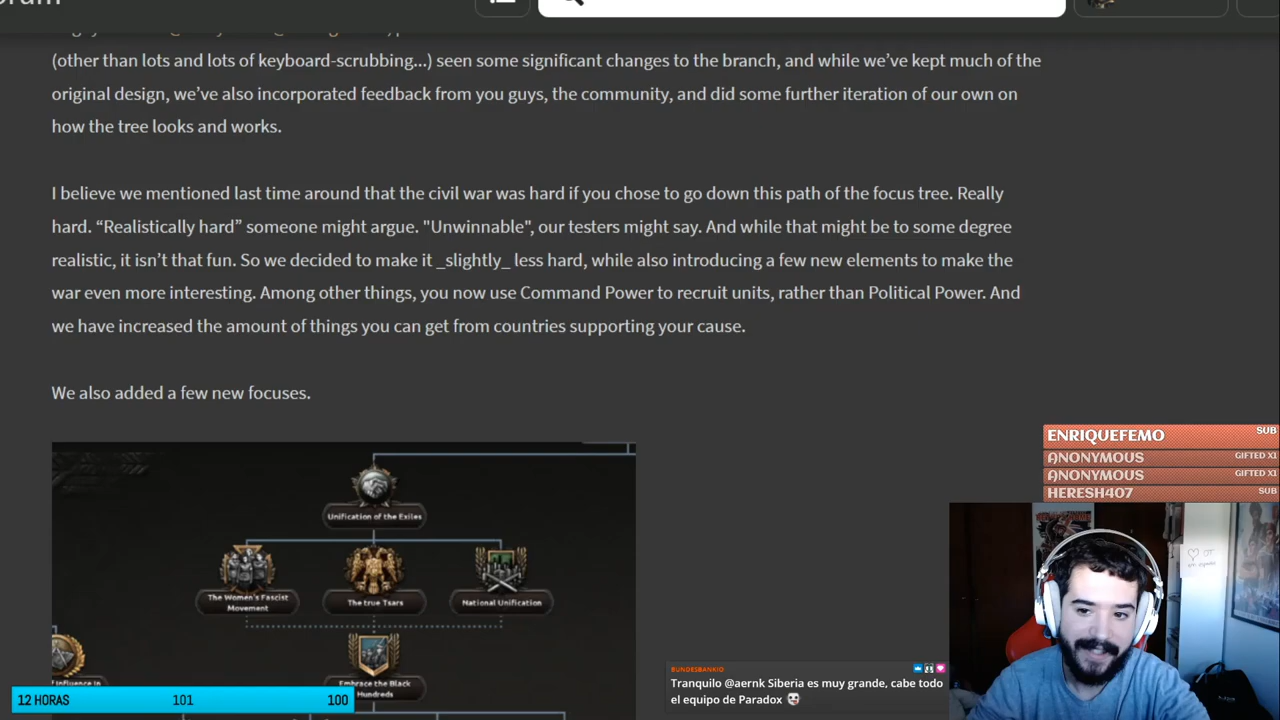 (other than lots and lots of keyboard-scrubbing...) seen some significant changes to the branch, and while we’ve kept much of the
original design, we’ve also incorporated feedback from you guys, the community, and did some further iteration of our own on
how the tree looks and works.
I believe we mentioned last time around that the civil war was hard if you chose to go down this path of the focus tree. Really
hard. “Realistically hard” someone might argue. "Unwinnable", our testers might say. And while that might be to some degree
realistic, it isn’t that fun. So we decided to make it _slightly_ less hard, while also introducing a few new elements to make the
war even more interesting. Among other things, you now use Command Power to recruit units, rather than Political Power. And
we have increased the amount of things you can get from countries supporting your cause.
We also added a few new focuses.
Unification of the Exiles
The Women's Fascist
Movement
The true Tsars
National Unification
Influence in
Embrace the Black
Hundreds
12 HORAS 101 100
ENRIQUEFEMO SUB
ANONYMOUS GIFTED X1
ANONYMOUS GIFTED X1
HERESH407 SUB
BUNDESBANKIO
Tranquilo @aernk Siberia es muy grande, cabe todo
el equipo de Paradox